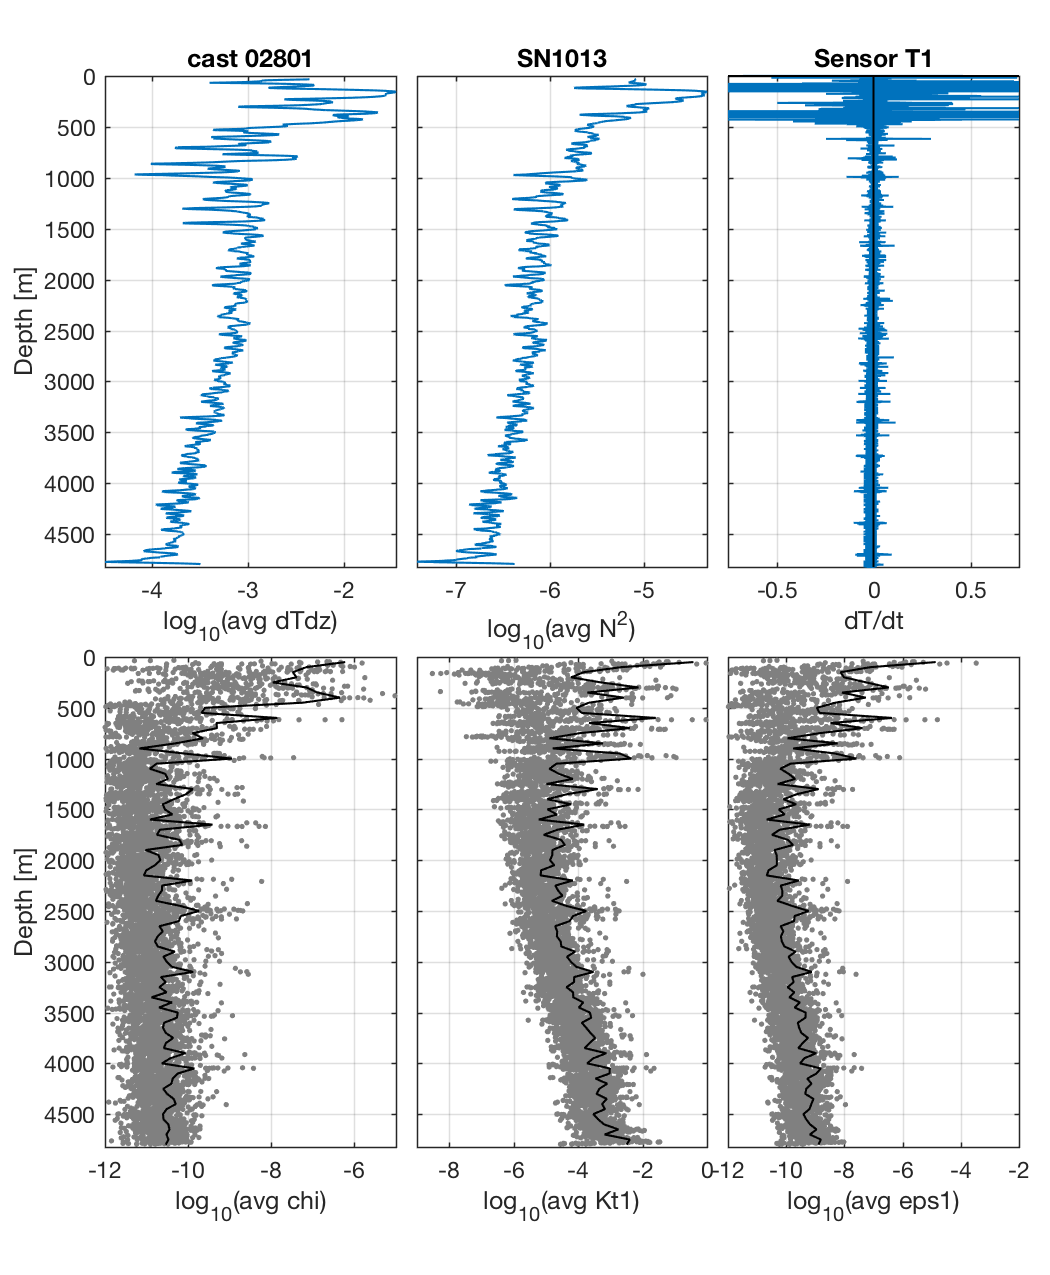 cast 02801 SN1013 Sensor T1
0
500
1000
1500
2000
2500
3000
3500
4000
4500
Depth [m]
-4 -3 -2 -7 -6 -5 -0.5 0 0.5
log10(avg dTdz) log10(avg N2) dT/dt
0
500
1000
1500
2000
2500
3000
3500
4000
4500
Depth [m]
-12 -10 -8 -6 -8 -6 -4 -2 0 -12 -10 -8 -6 -4 -2
log10(avg chi) log10(avg Kt1) log10(avg eps1)